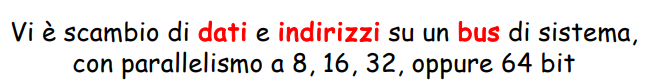 Vi è scambio di dati e indirizzi su un bus di sistema,
con parallelismo a 8, 16, 32, oppure 64 bit